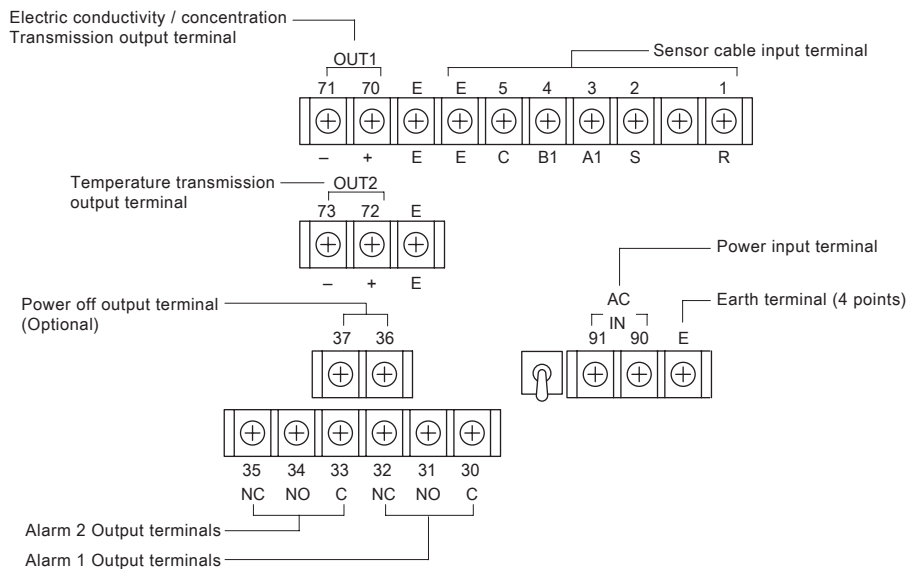 Electric conductivity / concentration
Transmission output terminal
OUT1
Sensor cable input terminal
71 70 E E 5 4 3 2 1
– + E E C B1 A1 S R
Temperature transmission
output terminal
OUT2
73 72 E
– + E
Power input terminal
Power off output terminal
(Optional)
AC
IN
Earth terminal (4 points)
37 36
91 90 E
35 34 33 32 31 30
NC NO C NC NO C
Alarm 2 Output terminals
Alarm 1 Output terminals